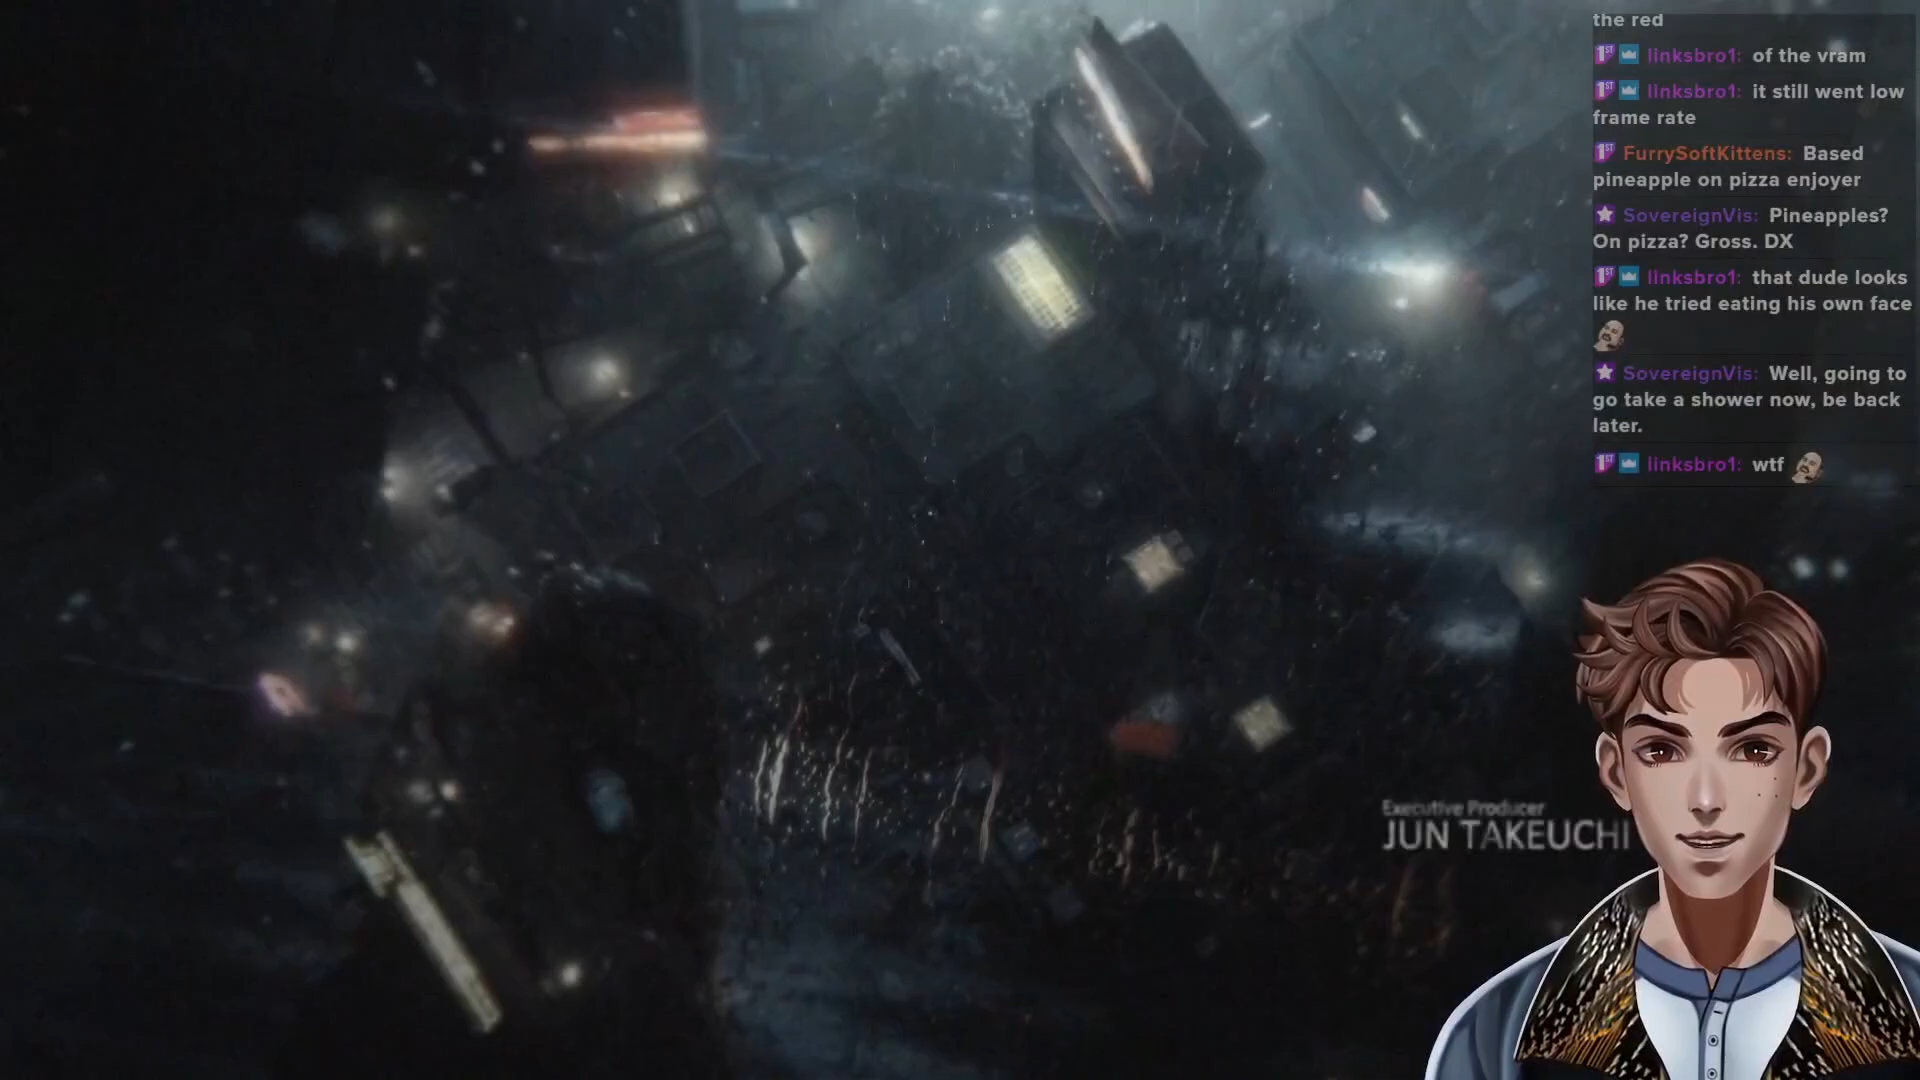 the red
linksbro1: of the vram
linksbro1: it still went low
frame rate
FurrySoftKittens: Based
pineapple on pizza enjoyer
SovereignVis: Pineapples?
On pizza? Gross. DX
linksbro1: that dude looks
like he tried eating his own face
SovereignVis: Well, going to
go take a shower now, be back
later.
linksbro1: wtf
Executive Producer
JUN TAKEUCHI